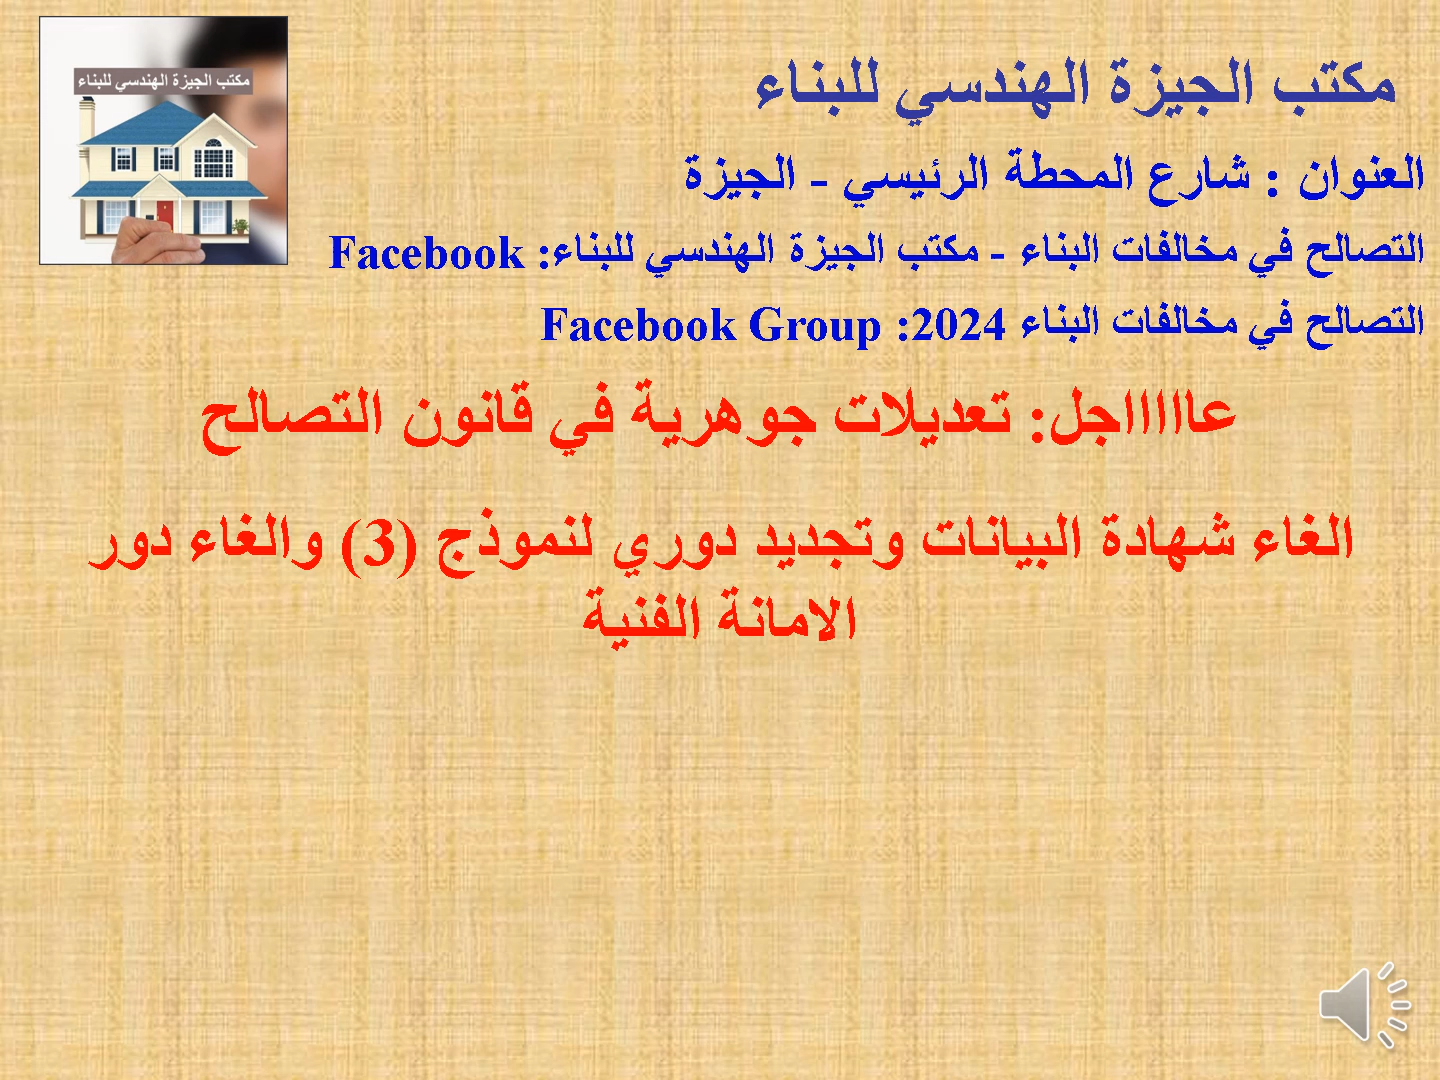 مكتب الجيزة الهندسي للبناء
مكتب الجيزة الهندسي للبناء
العنوان : شارع المحطة الرئيسي - الجيزة
التصالح في مخالفات البناء - مكتب الجيزة الهندسي للبناء: Facebook
التصالح في مخالفات البناء 2024: Facebook Group
عااااااجل: تعديلات جوهرية في قانون التصالح
الغاء شهادة البيانات وتجديد دوري لنموذج (3) والغاء دور
الامانة الفنية